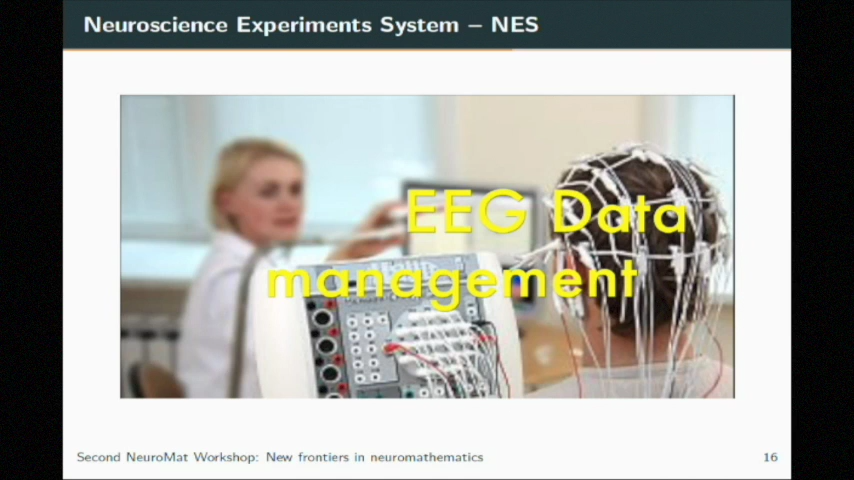 Neuroscience Experiments System – NES
EEG Data
management
Second NeuroMat Workshop: New frontiers in neuromathematics 16